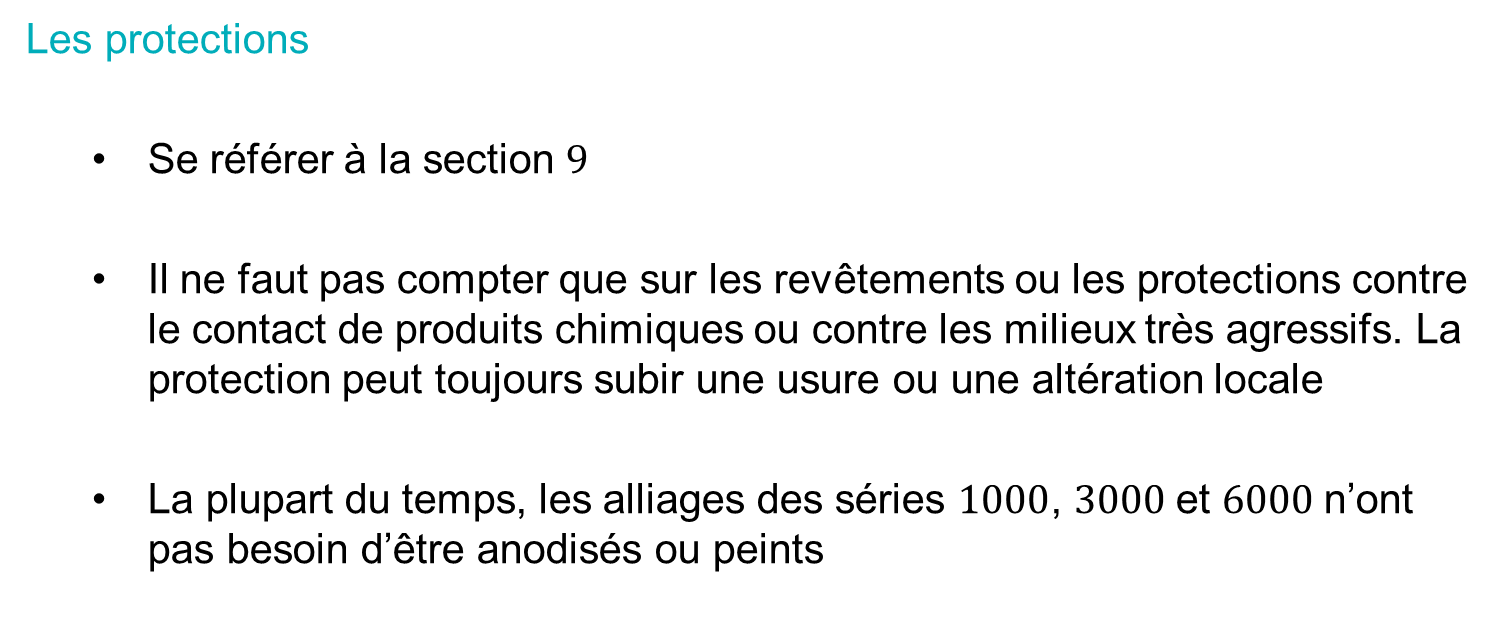 Les protections
• Se référer à la section 9
• Il ne faut pas compter que sur les revêtements ou les protections contre
le contact de produits chimiques ou contre les milieux très agressifs. La
protection peut toujours subir une usure ou une altération locale
• La plupart du temps, les alliages des séries 1000, 3000 et 6000 n’ont
pas besoin d’être anodisés ou peints